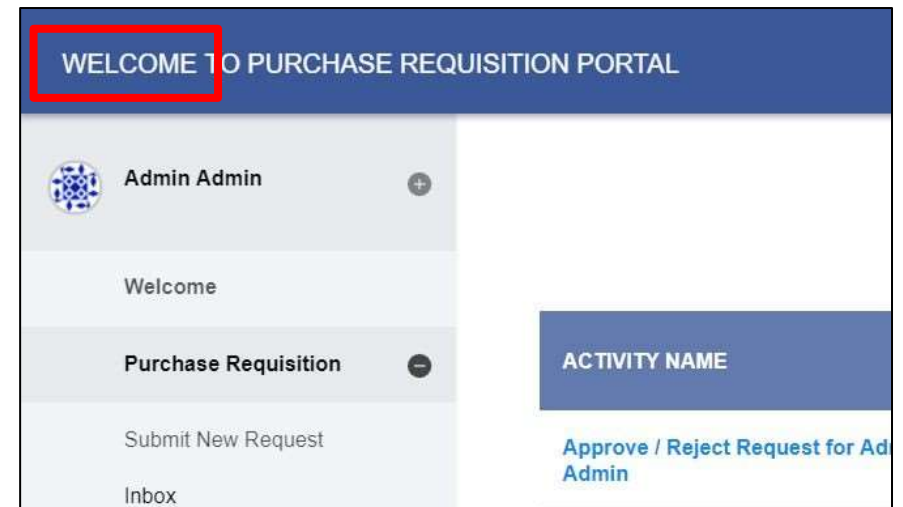 WELCOME TO PURCHASE REQUISITION PORTAL
Admin Admin
Welcome
Purchase Requisition
Submit New Request
Inbox
ACTIVITY NAME
Approve / Reject Request for
Admin